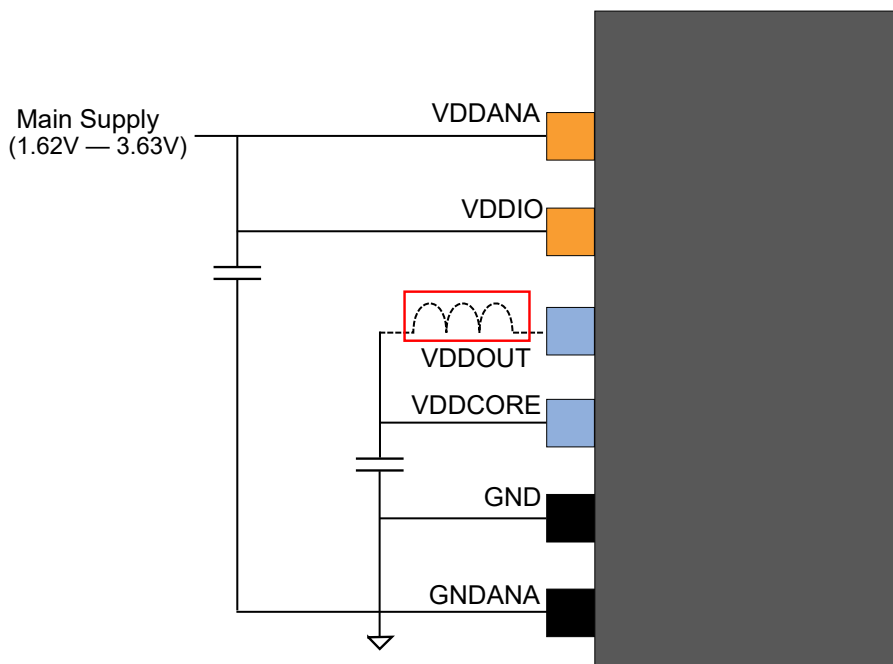 VDDANA
Main Supply
(1.62V — 3.63V)
VDDIO
VDDOUT
VDDCORE
GND
GNDANA